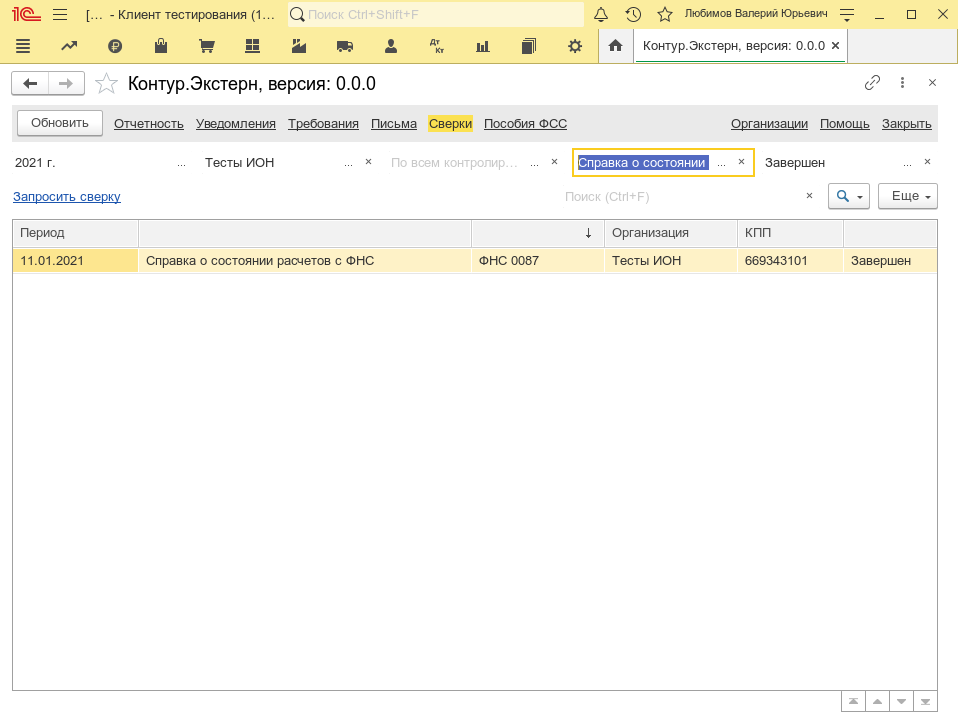 1С [... - Клиент тестирования (1... Поиск Ctrl+Shift+F Любимов Валерий Юрьевич
Дт Кт Контур.Экстерн, версия: 0.0.0 ×
Контур.Экстерн, версия: 0.0.0 ×
Обновить Отчетность Уведомления Требования Письма Сверки Пособия ФСС Организации Помощь Закрыть
2021 г. ... Тесты ИОН ... × По всем контролир... ... × Справка о состоянии ... × Завершен ... ×
Запросить сверку Поиск (Ctrl+F) × Еще
Период ↓ Организация КПП
11.01.2021 Справка о состоянии расчетов с ФНС ФНС 0087 Тесты ИОН 669343101 Завершен